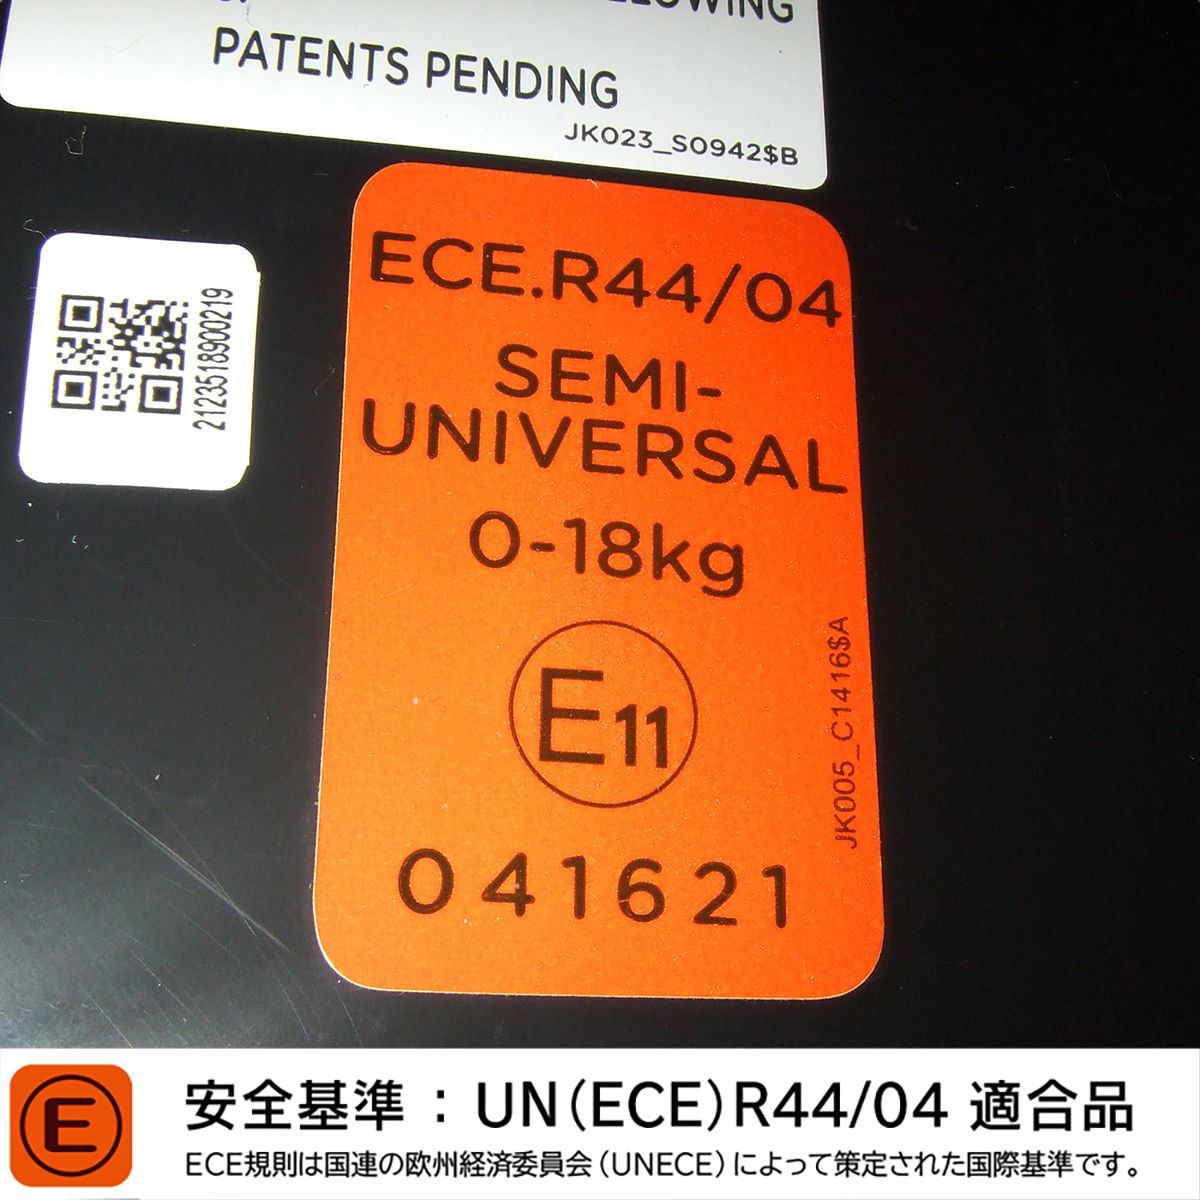 PATENTS PENDING
JK023_S0942$B
2123518900219
ECE.R44/04
SEMI-
UNIVERSAL
0-18kg
E11
JK005_C1416$A
041621
E
安全基準：UN(ECE)R44/04 適合品
ECE規則は国連の欧州経済委員会(UNECE)によって策定された国際基準です。